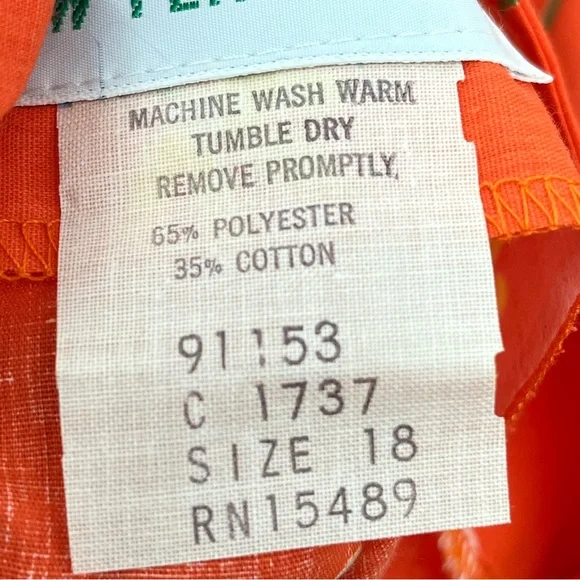 MACHINE WASH WARM
TUMBLE DRY
REMOVE PROMPTLY,
65% POLYESTER
35% COTTON
91153
C 1737
SIZE 18
RN15489